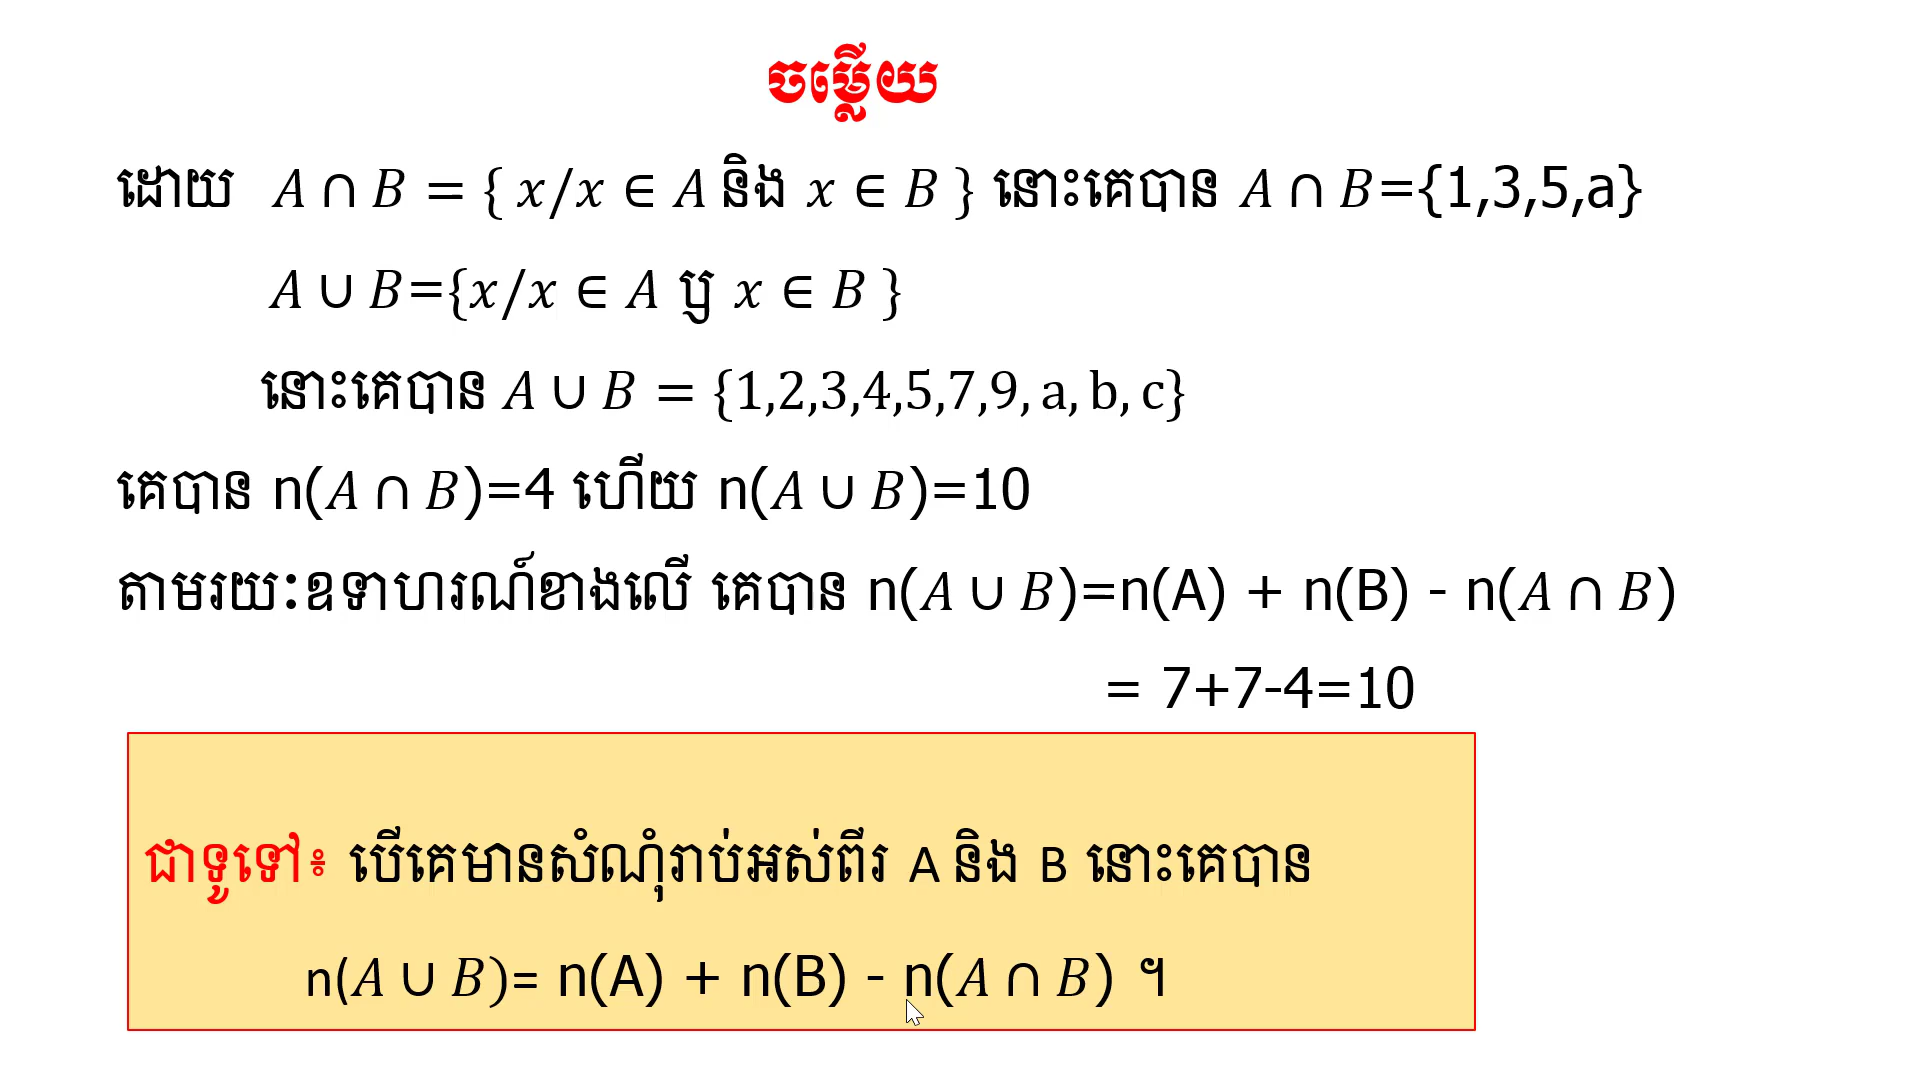 ចម្លើយ
ដោយ A ∩ B = { x/x ∈ A និង x ∈ B } នោះគេបាន A ∩ B={1,3,5,a}
A ∪ B={x/x ∈ A ឬ x ∈ B }
នោះគេបាន A ∪ B = {1,2,3,4,5,7,9, a, b, c}
គេបាន n(A ∩ B)=4 ហើយ n(A ∪ B)=10
តាមរយៈឧទាហរណ៍ខាងលើ គេបាន n(A ∪ B)=n(A) + n(B) - n(A ∩ B)
= 7+7-4=10
ជាទូទៅ៖ បើគេមានសំណុំរាប់អស់ពីរ A និង B នោះគេបាន
n(A ∪ B)= n(A) + n(B) - n(A ∩ B) ។